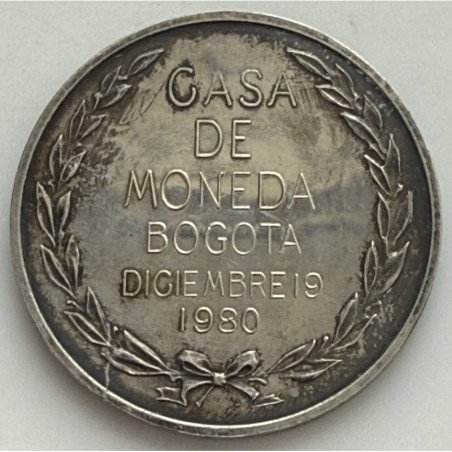 CASA
DE
MONEDA
BOGOTA
DICIEMBRE 19
1980